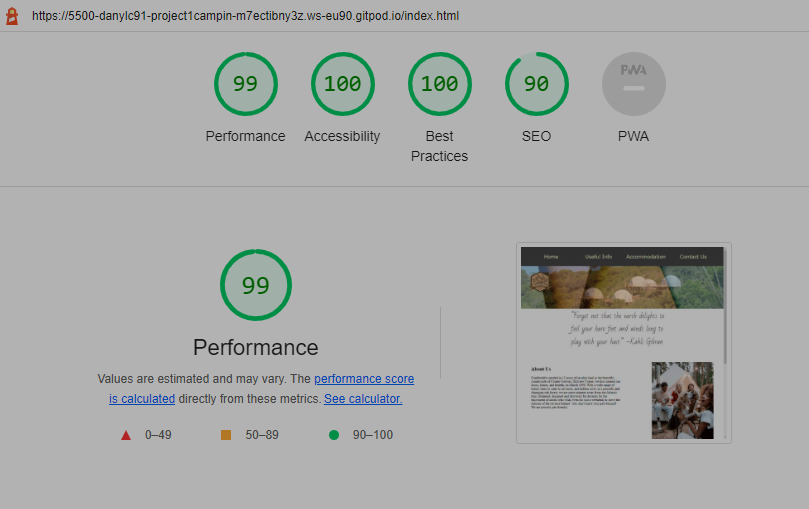 https://5500-danylc91-project1campin-m7ectibny3z.ws-eu90.gitpod.io/index.html
99 100 100 90 PWA
Performance Accessibility Best Practices SEO PWA
99
Performance
Values are estimated and may vary. The performance score
is calculated directly from these metrics. See calculator.
0–49 50–89 90–100
Home Useful Info Accommodation Contact Us
"Forget not that the earth delights to
feel your bare feet and winds long to
play with your hair." ~Kahlil Gibran
About Us